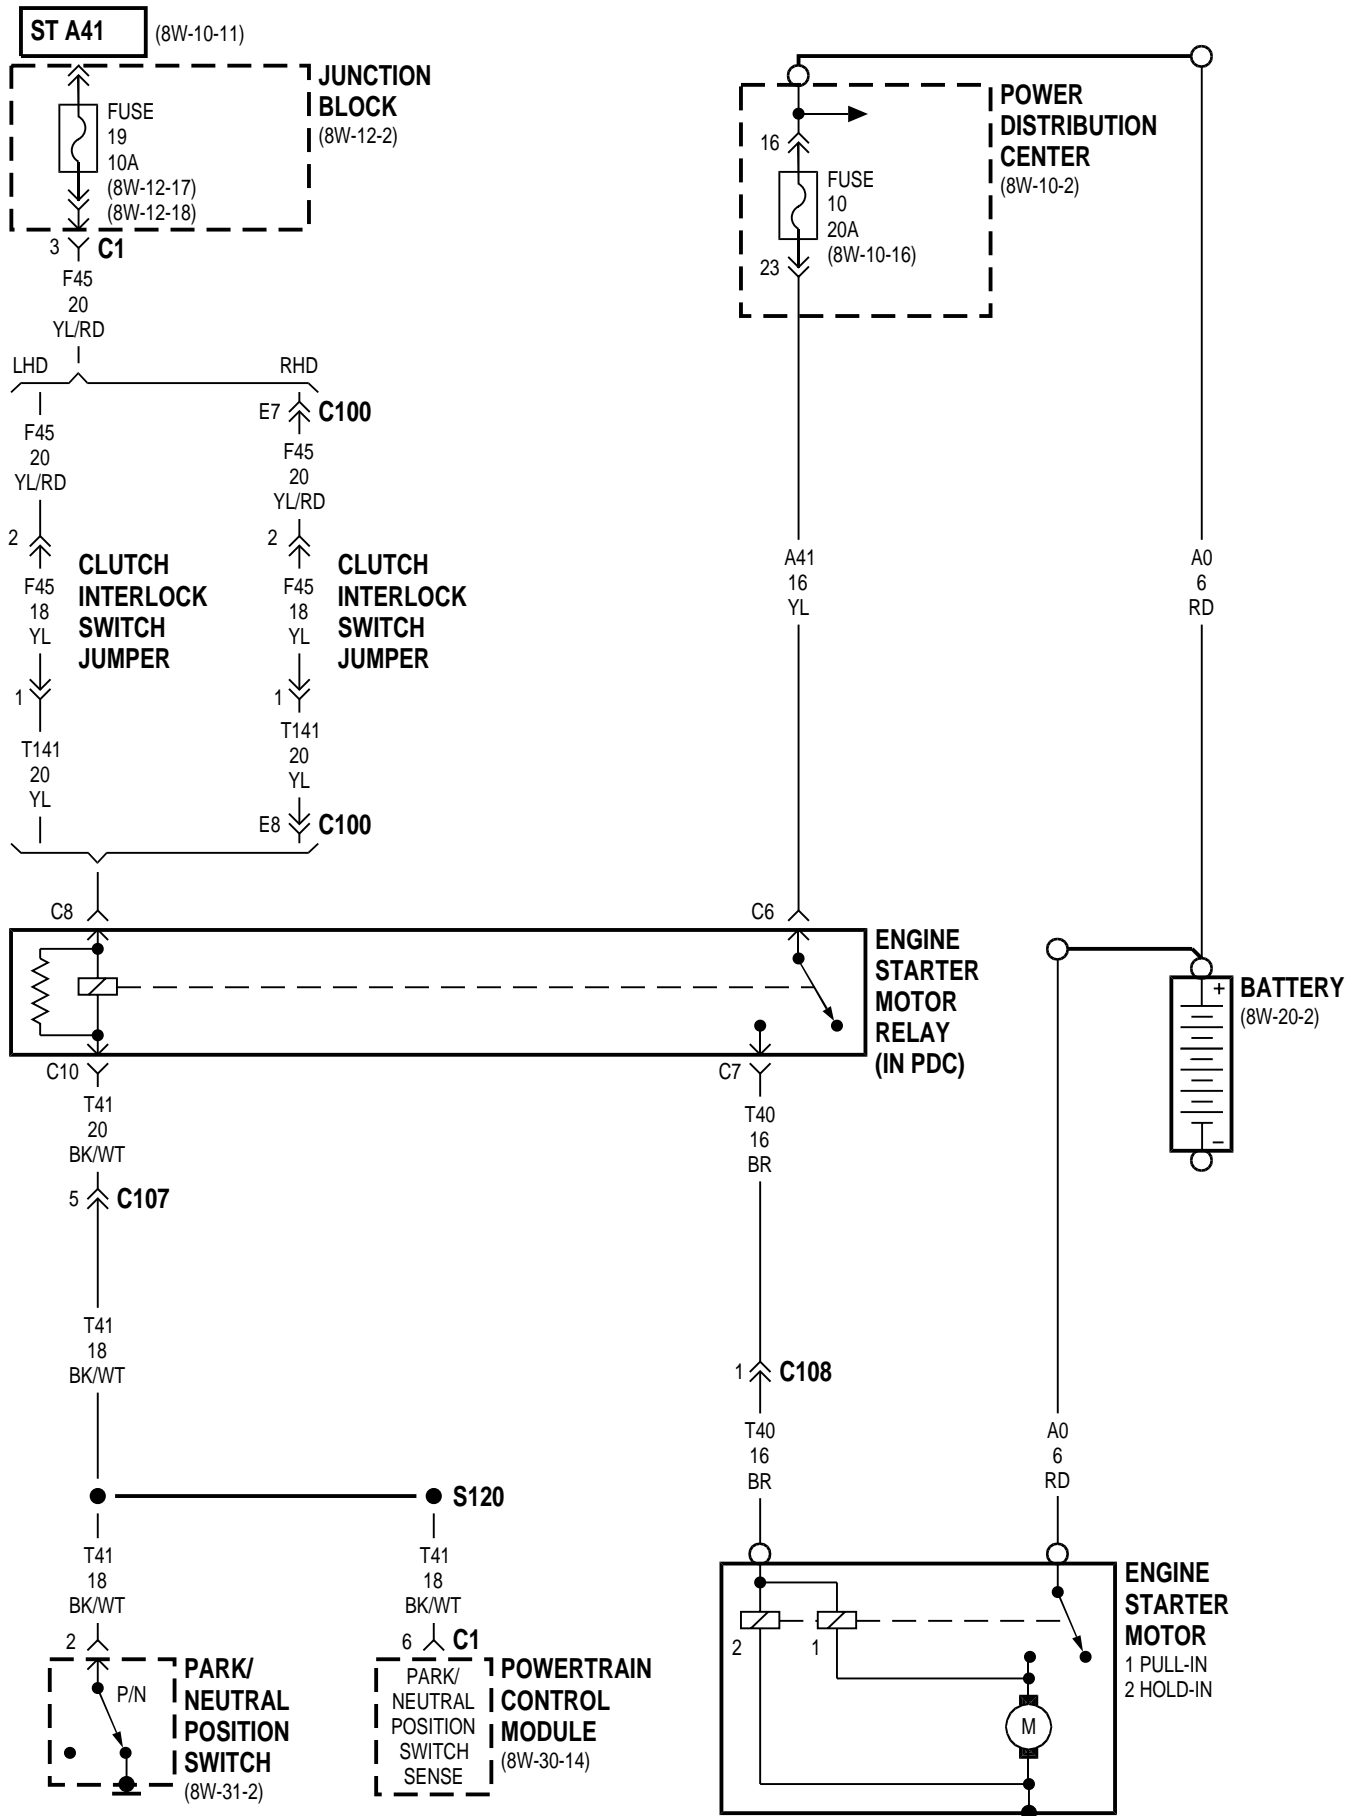 ST A41
(8W-10-11)
JUNCTION
BLOCK
(8W-12-2)
FUSE
19
10A
(8W-12-17)
(8W-12-18)
3
C1
F45
20
YL/RD
LHD
RHD
F45
20
YL/RD
2
F45
18
YL
1
T141
20
YL
CLUTCH
INTERLOCK
SWITCH
JUMPER
E7
C100
F45
20
YL/RD
2
F45
18
YL
1
T141
20
YL
E8
C100
CLUTCH
INTERLOCK
SWITCH
JUMPER
POWER
DISTRIBUTION
CENTER
(8W-10-2)
16
FUSE
10
20A
(8W-10-16)
23
A41
16
YL
A0
6
RD
C8
C6
ENGINE
STARTER
MOTOR
RELAY
(IN PDC)
C10
C7
+
BATTERY
(8W-20-2)
–
T41
20
BK/WT
5
C107
T41
18
BK/WT
S120
T41
18
BK/WT
2
P/N
PARK/
NEUTRAL
POSITION
SWITCH
(8W-31-2)
T41
18
BK/WT
6
C1
PARK/
NEUTRAL
POSITION
SWITCH
SENSE
POWERTRAIN
CONTROL
MODULE
(8W-30-14)
T40
16
BR
1
C108
T40
16
BR
A0
6
RD
2
1
M
ENGINE
STARTER
MOTOR
1 PULL-IN
2 HOLD-IN